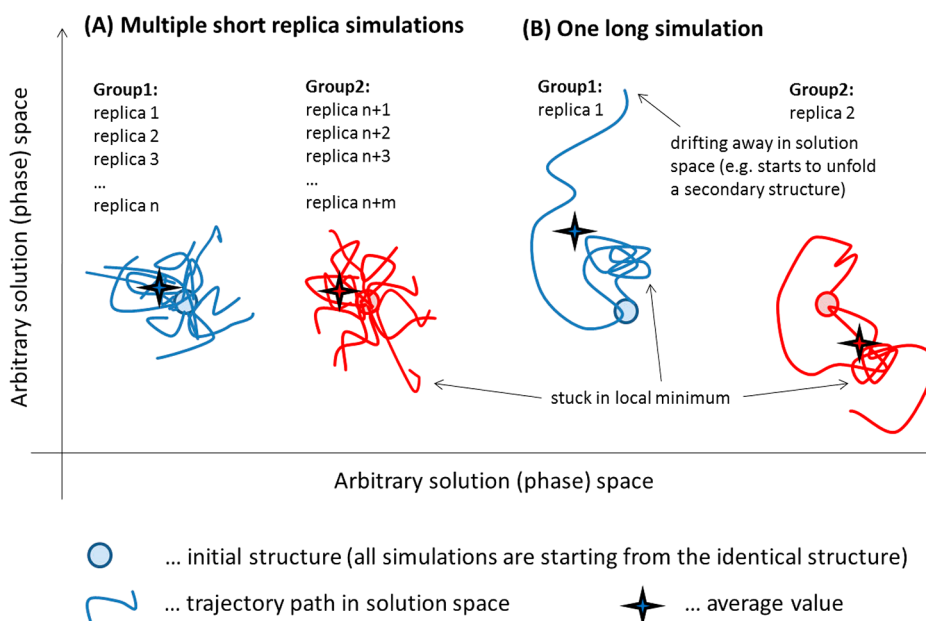 (A) Multiple short replica simulations
(B) One long simulation
Group1:
replica 1
replica 2
replica 3
...
replica n
Group2:
replica n+1
replica n+2
replica n+3
...
replica n+m
Group1:
replica 1
Group2:
replica 2
drifting away in solution
space (e.g. starts to unfold
a secondary structure)
stuck in local minimum
Arbitrary solution (phase) space
Arbitrary solution (phase) space
... initial structure (all simulations are starting from the identical structure)
... trajectory path in solution space
... average value